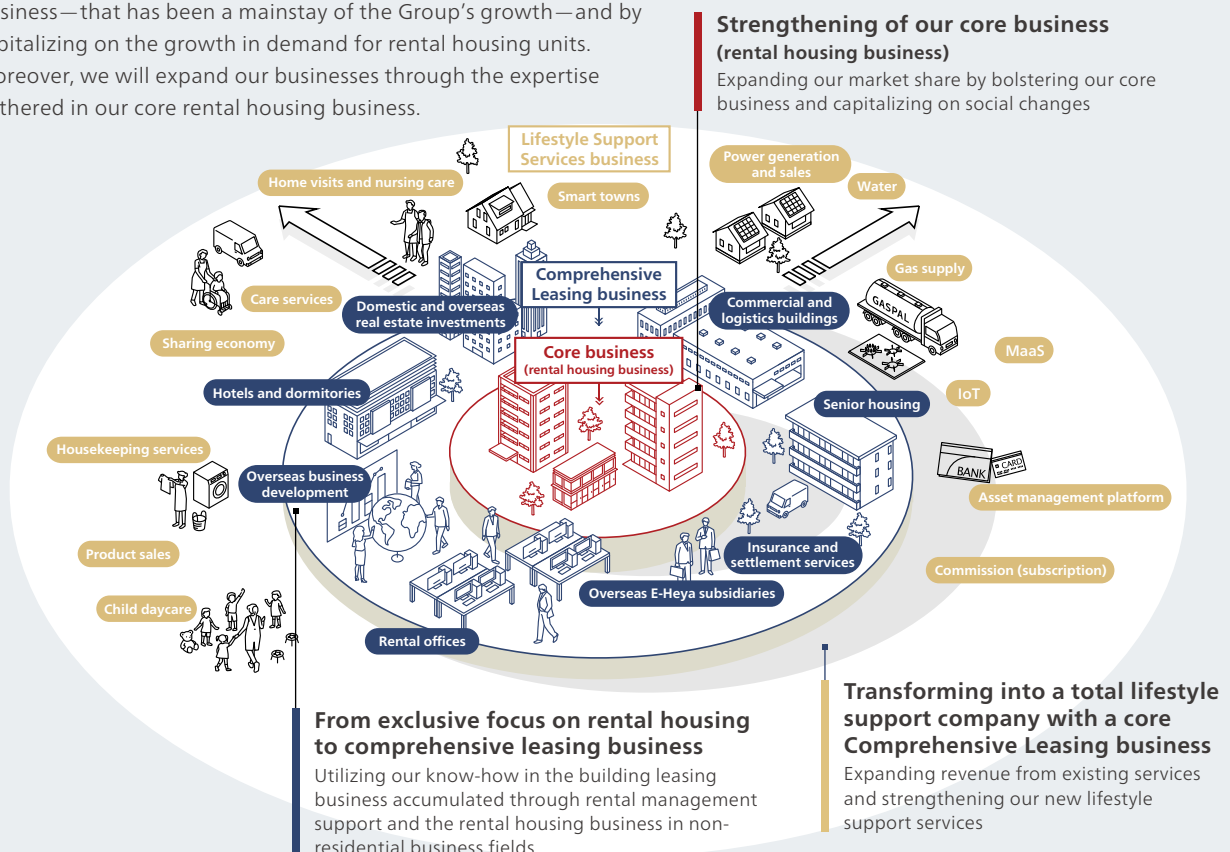 usiness—that has been a mainstay of the Group's growth—and by
pitalizing on the growth in demand for rental housing units.
oreover, we will expand our businesses through the expertise
thered in our core rental housing business.
Strengthening of our core business
(rental housing business)
Expanding our market share by bolstering our core
business and capitalizing on social changes
Lifestyle Support
Services business
Power generation
and sales
Home visits and nursing care
Smart towns
Water
Comprehensive
Leasing business
Gas supply
Care services
Domestic and overseas
real estate investments
Commercial and
logistics buildings
GASPAL
Sharing economy
Core business
(rental housing business)
MaaS
Hotels and dormitories
IoT
Senior housing
Housekeeping services
Overseas business
development
BANK
CARD
Asset management platform
Product sales
Insurance and
settlement services
Commission (subscription)
Overseas E-Heya subsidiaries
Child daycare
Rental offices
From exclusive focus on rental housing
to comprehensive leasing business
Utilizing our know-how in the building leasing
business accumulated through rental management
support and the rental housing business in non-
residential business fields
Transforming into a total lifestyle
support company with a core
Comprehensive Leasing business
Expanding revenue from existing services
and strengthening our new lifestyle
support services